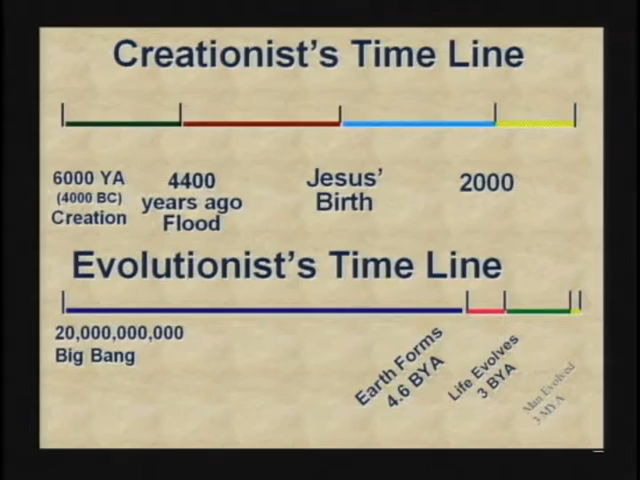 Creationist's Time Line
6000 YA
(4000 BC)
Creation
4400
years ago
Flood
Jesus'
Birth
2000
Evolutionist's Time Line
20,000,000,000
Big Bang
Earth Forms
4.6 BYA
Life Evolves
3 BYA
Man Evolved
3 MYA